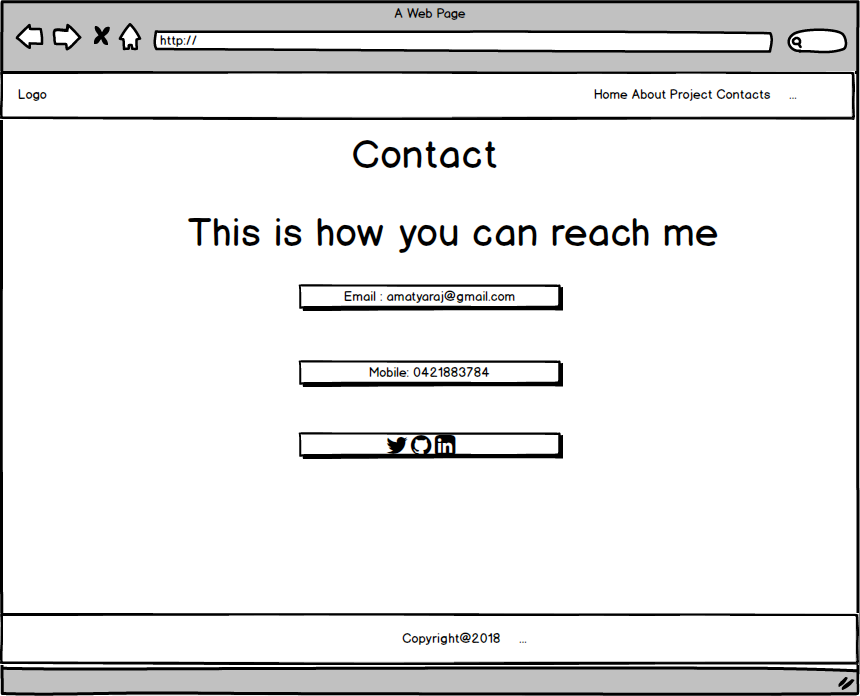 A Web Page
http://
Logo
Home About Project Contacts ...
Contact
This is how you can reach me
Email : amatyaraj@gmail.com
Mobile: 0421883784
in
Copyright@2018 ...